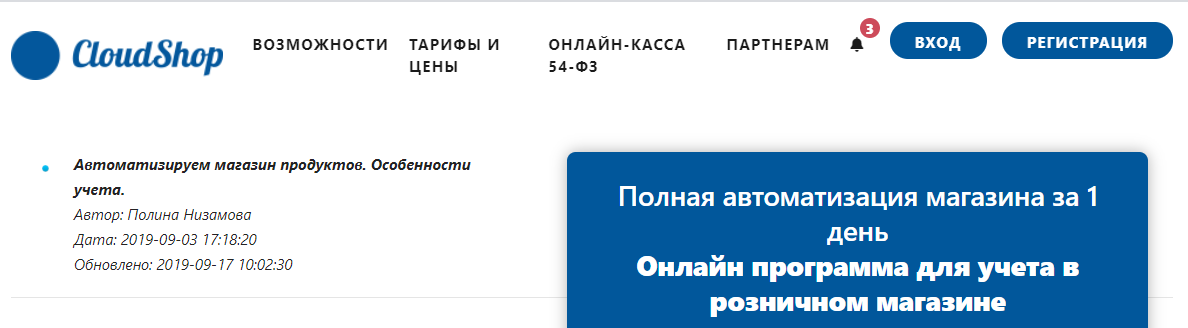 CloudShop
ВОЗМОЖНОСТИ
ТАРИФЫ И
ЦЕНЫ
ОНЛАЙН-КАССА
54-ФЗ
ПАРТНЕРАМ
3
ВХОД
РЕГИСТРАЦИЯ
Автоматизируем магазин продуктов. Особенности
учета.
Автор: Полина Низамова
Дата: 2019-09-03 17:18:20
Обновлено: 2019-09-17 10:02:30
Полная автоматизация магазина за 1
день
Онлайн программа для учета в
розничном магазине